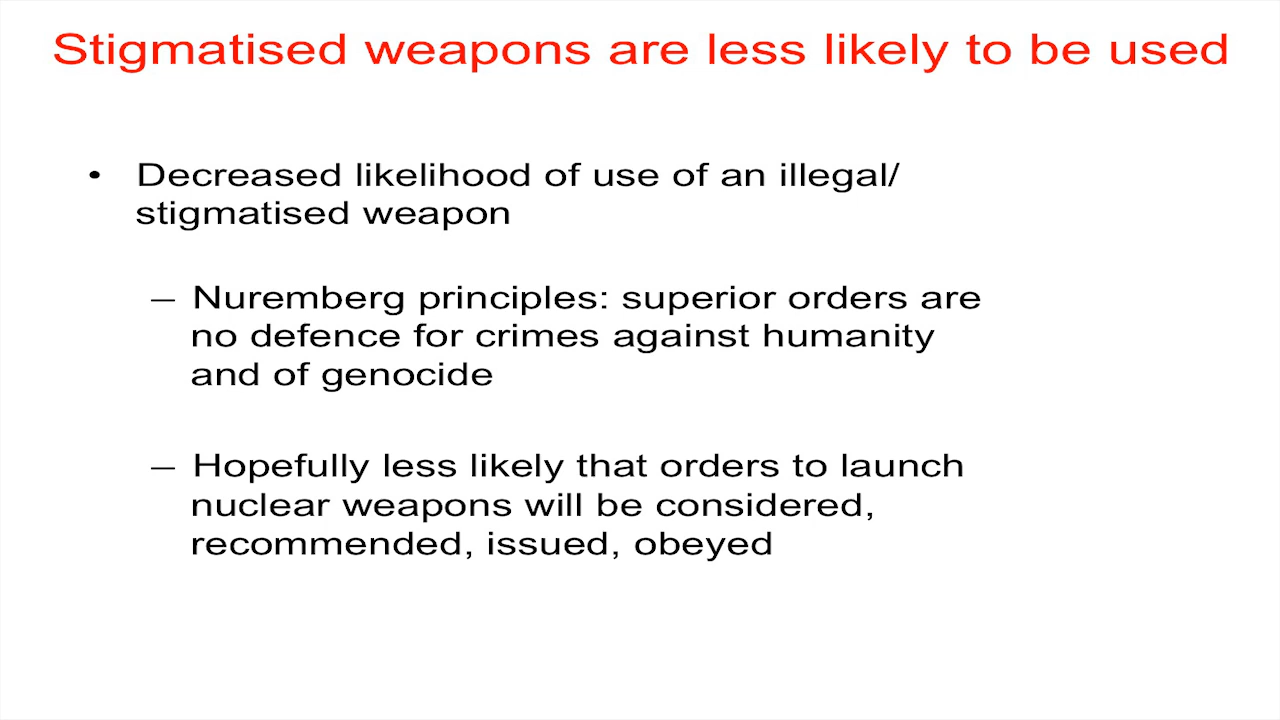 Stigmatised weapons are less likely to be used
• Decreased likelihood of use of an illegal/
stigmatised weapon
– Nuremberg principles: superior orders are
no defence for crimes against humanity
and of genocide
– Hopefully less likely that orders to launch
nuclear weapons will be considered,
recommended, issued, obeyed